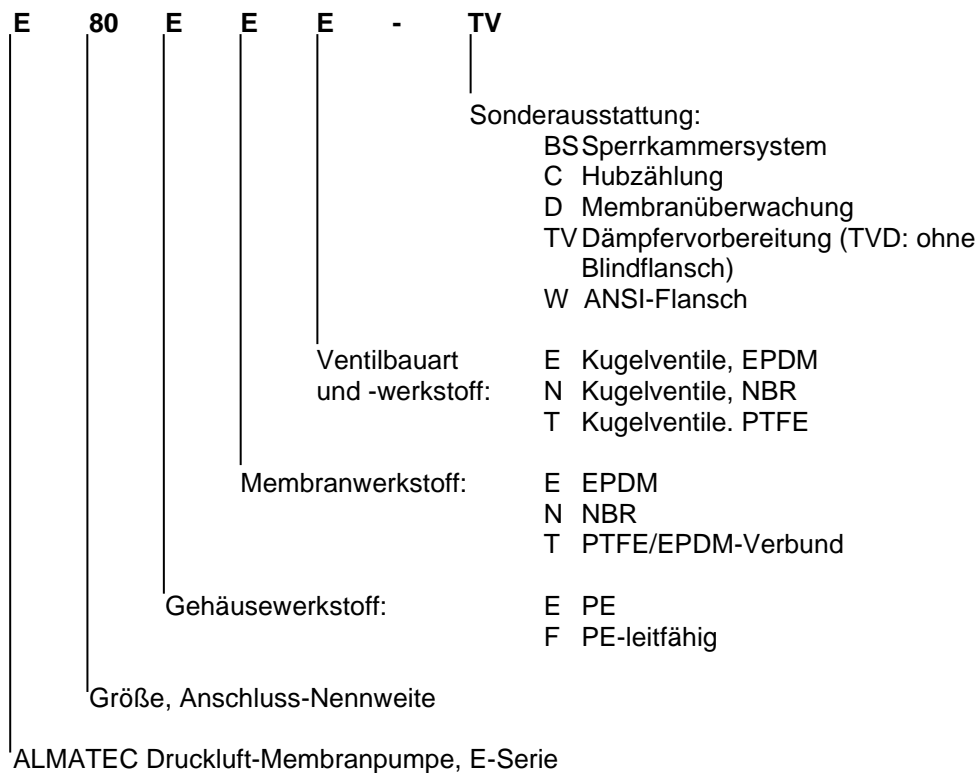 E 80 E E E - TV
Sonderausstattung:
BS Sperrkammersystem
C Hubzählung
D Membranüberwachung
TV Dämpfervorbereitung (TVD: ohne
Blindflansch)
W ANSI-Flansch
Ventilbauart E Kugelventile, EPDM
und -werkstoff: N Kugelventile, NBR
T Kugelventile. PTFE
Membranwerkstoff: E EPDM
N NBR
T PTFE/EPDM-Verbund
Gehäusewerkstoff: E PE
F PE-leitfähig
Größe, Anschluss-Nennweite
ALMATEC Druckluft-Membranpumpe, E-Serie